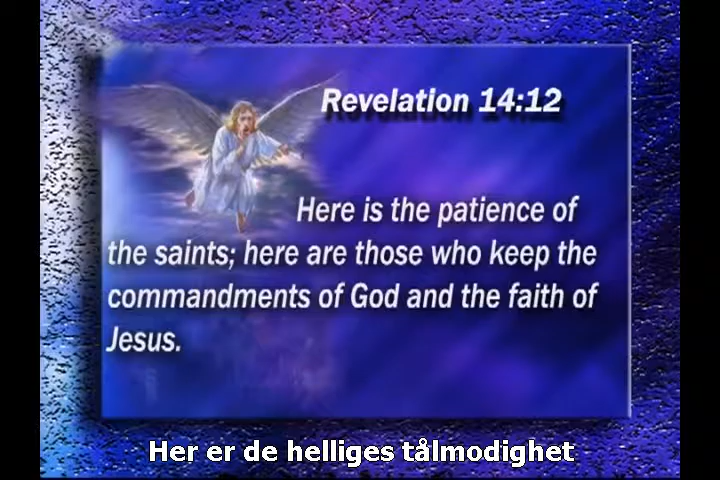 Revelation 14:12
Here is the patience of
the saints; here are those who keep the
commandments of God and the faith of
Jesus.
Her er de helliges tålmodighet